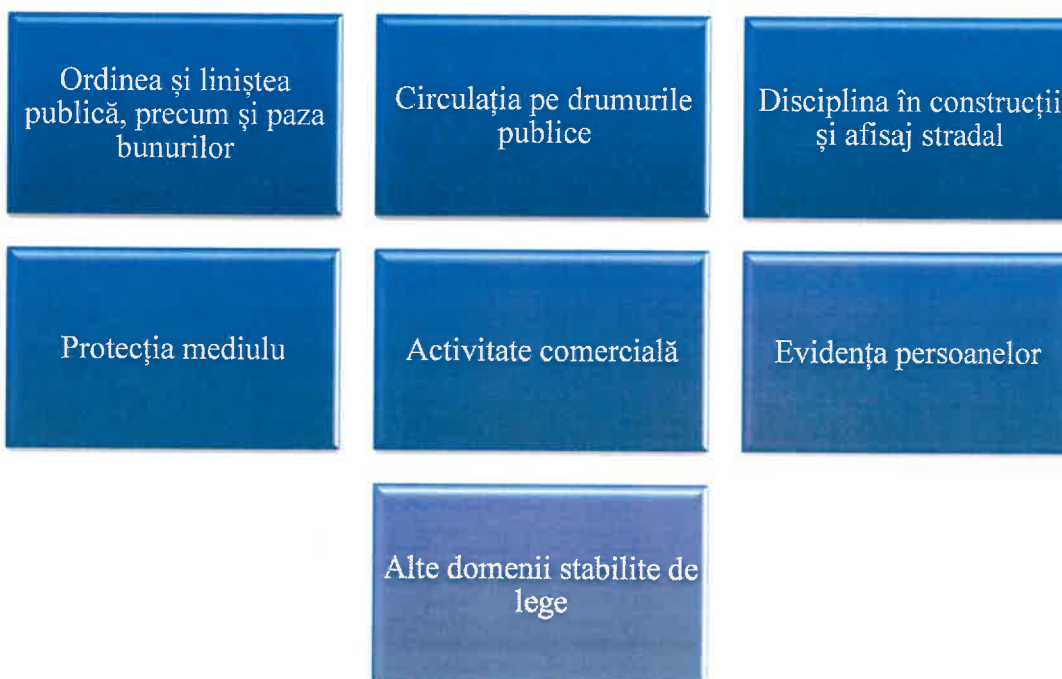 Ordinea și liniștea
publică, precum și paza
bunurilor
Circulația pe drumurile
publice
Disciplina în construcții
și afisaj stradal
Protecția mediulu
Activitate comercială
Evidența persoanelor
Alte domenii stabilite de
lege